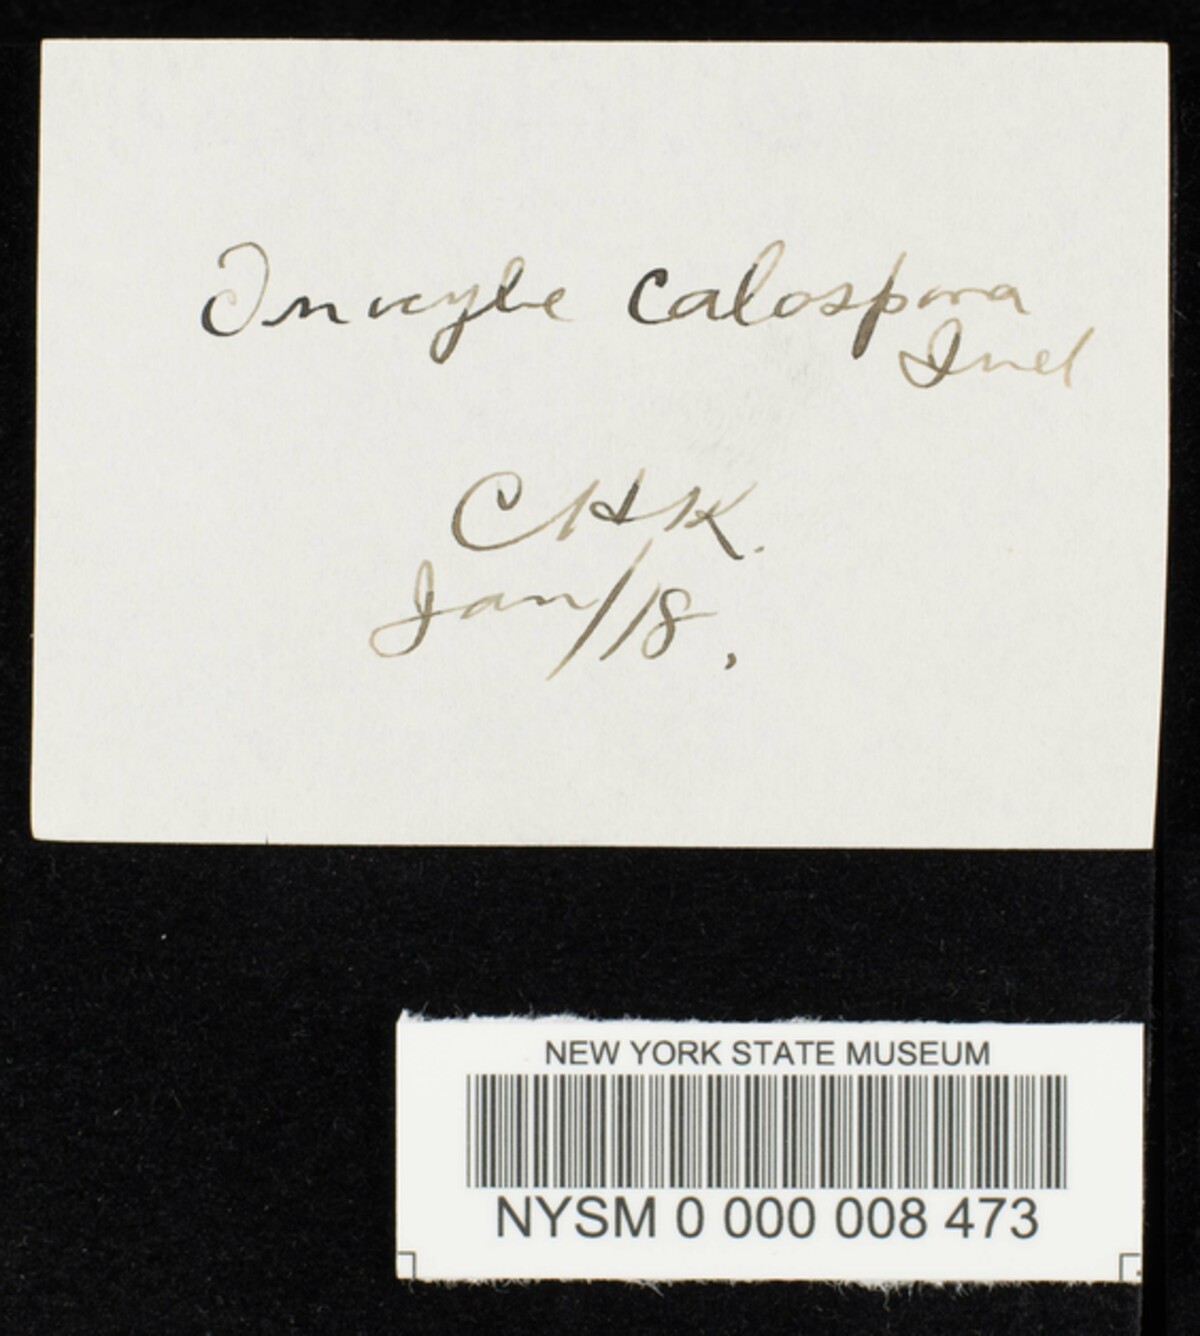 Inocybe Calospora
Quel
CHK.
Jan/18,
NEW YORK STATE MUSEUM
NYSM 0 000 008 473